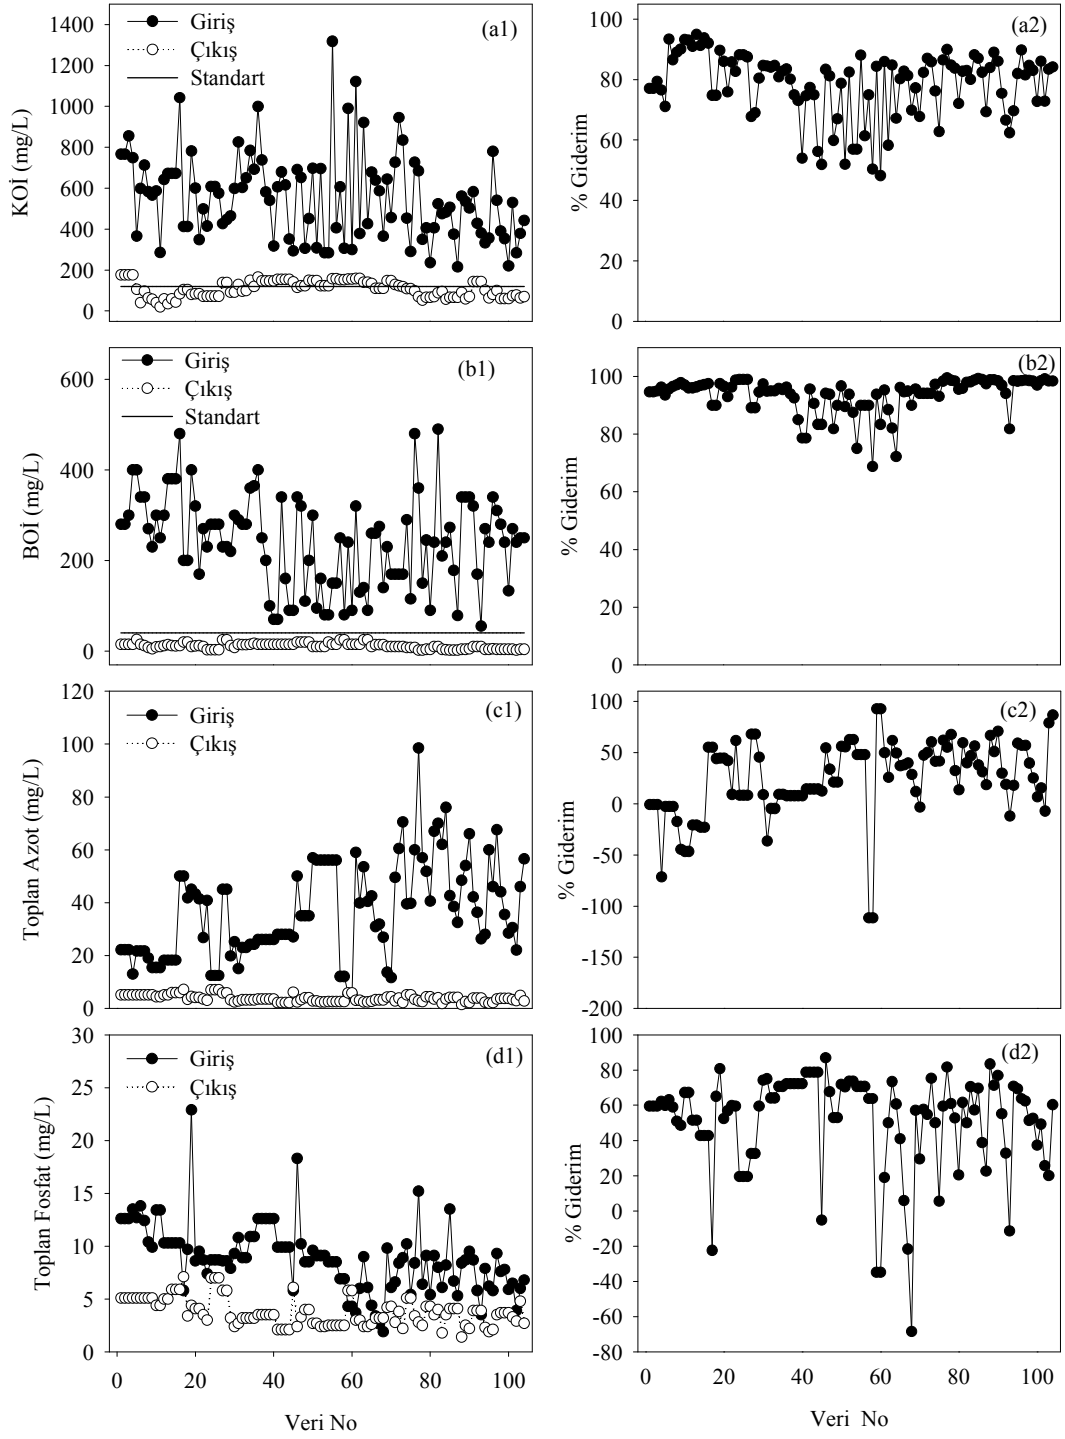 (a1)
Giriş
Çıkış
Standart
KOİ (mg/L)
1400
1200
1000
800
600
400
200
0
(a2)
% Giderim
100
80
60
40
20
0
(b1)
Giriş
Çıkış
Standart
BOİ (mg/L)
600
400
200
0
(b2)
% Giderim
100
80
60
40
20
0
(c1)
Giriş
Çıkış
Toplan Azot (mg/L)
120
100
80
60
40
20
0
(c2)
% Giderim
100
50
0
-50
-100
-150
-200
(d1)
Giriş
Çıkış
Toplan Fosfat (mg/L)
30
25
20
15
10
5
0
0 20 40 60 80 100
Veri No
(d2)
% Giderim
100
80
60
40
20
0
-20
-40
-60
-80
0 20 40 60 80 100
Veri No